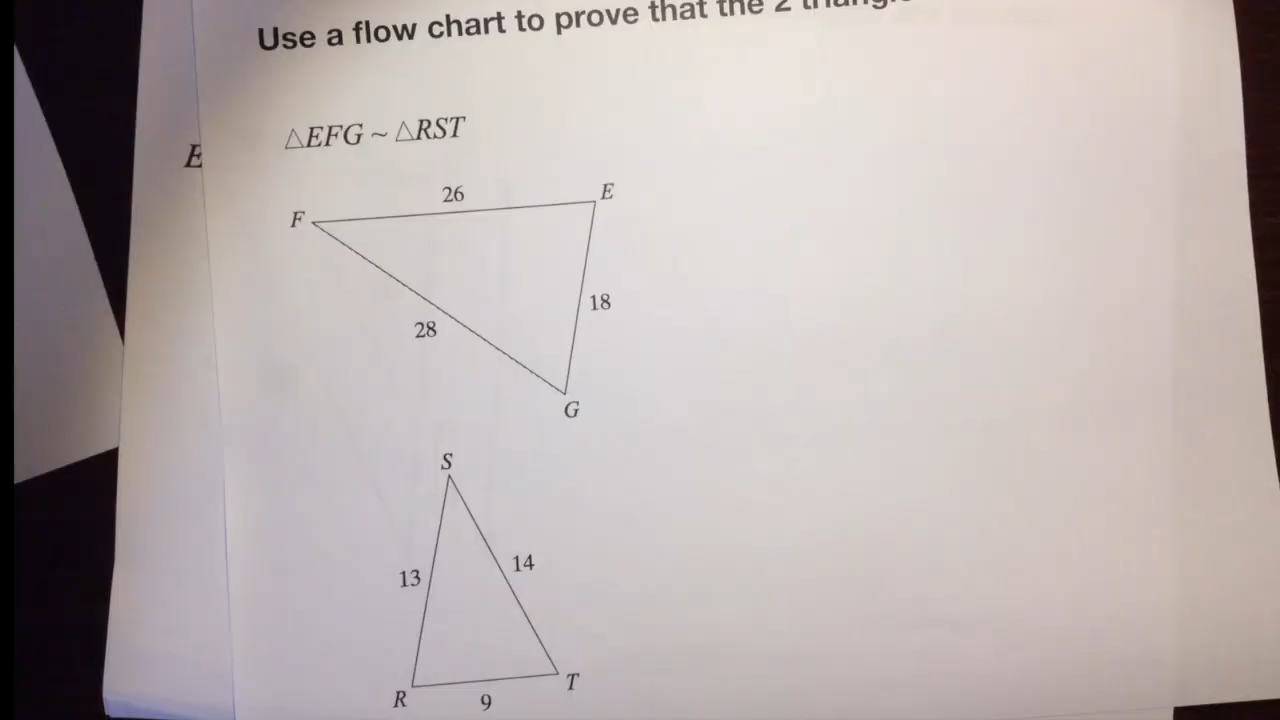 Use a flow chart to prove that the 2
△EFG ~ △RST
E
26
F
E
18
28
G
S
13
14
R
9
T